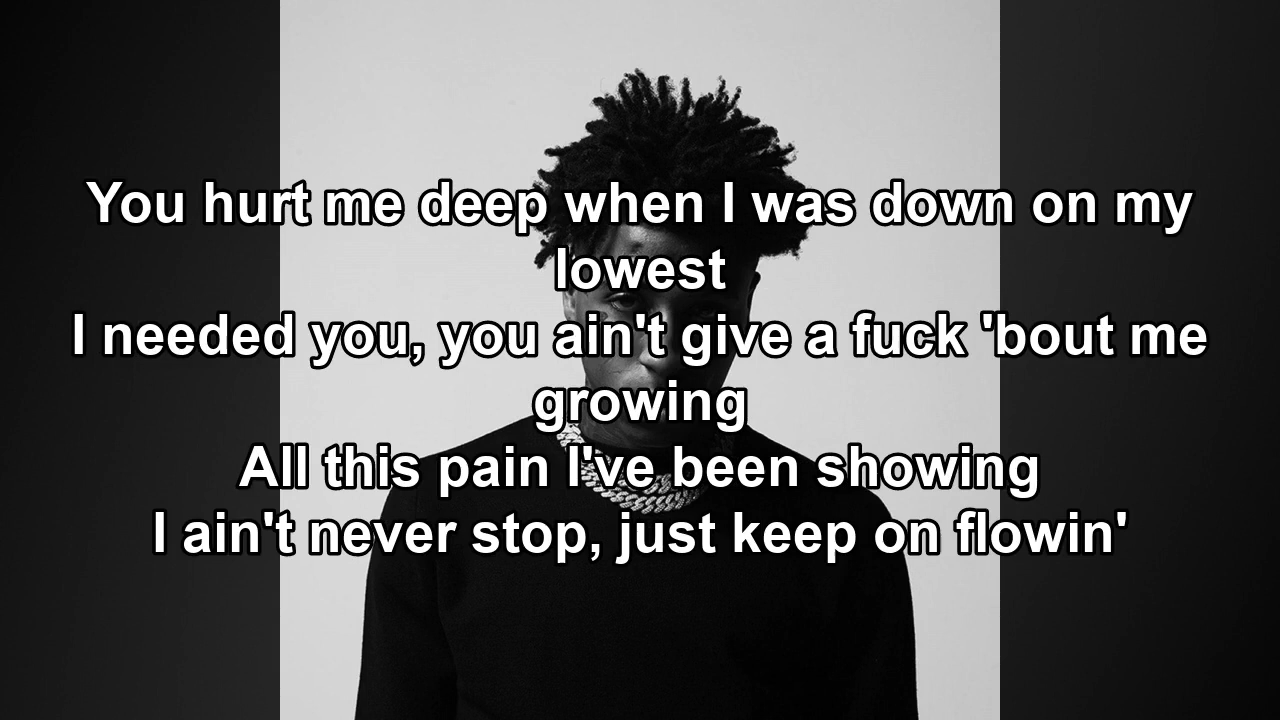 You hurt me deep when I was down on my
lowest
I needed you, you ain't give a fuck 'bout me
growing
All this pain I've been showing
I ain't never stop, just keep on flowin'